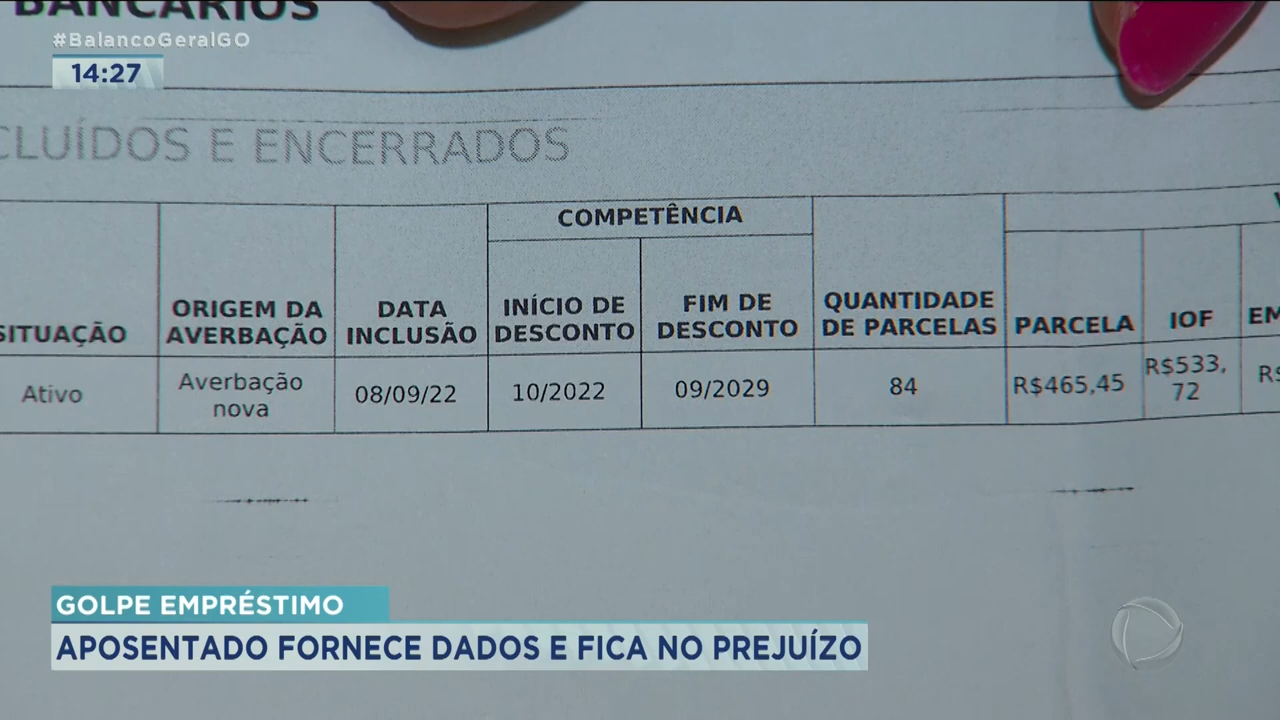 BANCÁRIOS
#BalancoGeralGO
14:27
CLUÍDOS E ENCERRADOS
COMPETÊNCIA
SITUAÇÃO
ORIGEM DA
AVERBAÇÃO
DATA
INCLUSÃO
INÍCIO DE
DESCONTO
FIM DE
DESCONTO
QUANTIDADE
DE PARCELAS
PARCELA
IOF
EM
Ativo
Averbação
nova
08/09/22
10/2022
09/2029
84
R$465,45
R$533,
72
R$
GOLPE EMPRÉSTIMO
APOSENTADO FORNECE DADOS E FICA NO PREJUÍZO